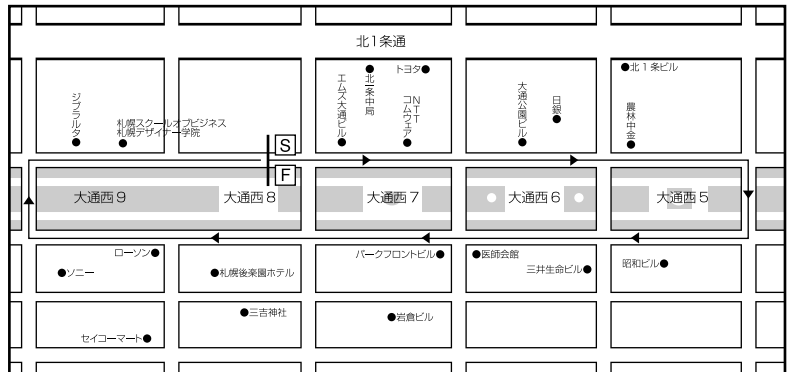 北1条通
ジブラルタ
札幌スクールオブビジネス
札幌デザイナー学院
エムズ大通ビル
北一条中局
トヨタ
NTT
コムウェア
大通公園ビル
日銀
北1条ビル
農林中金
S
F
大通西9
大通西8
大通西7
大通西6
大通西5
ローソン
ソニー
札幌後楽園ホテル
パークフロントビル
医師会館
三井生命ビル
昭和ビル
セイコーマート
三吉神社
岩倉ビル